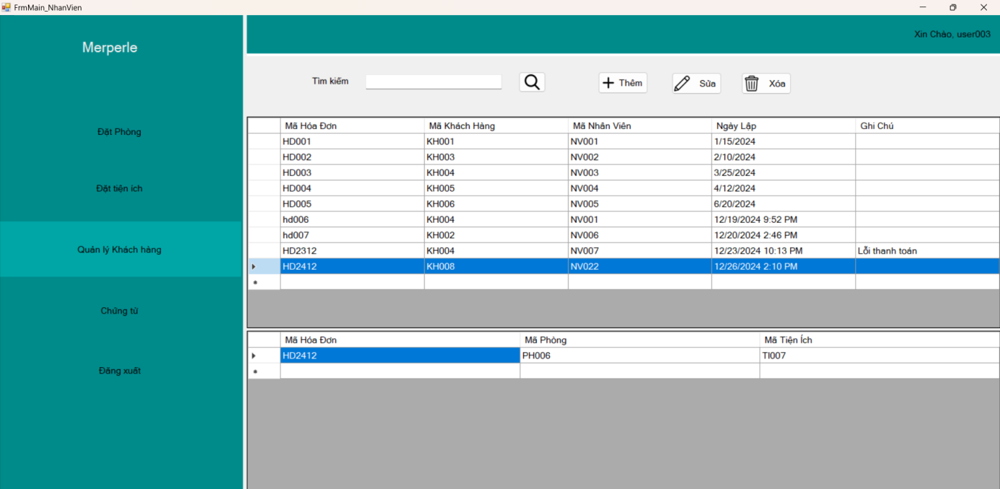 FrmMain_NhanVien
Merperle
Đặt Phòng
Đặt tiện ích
Quản lý Khách hàng
Chứng từ
Đăng xuất
Xin Chào, user003
Tìm kiếm
Thêm
Sửa
Xóa
Mã Hóa Đơn Mã Khách Hàng Mã Nhân Viên Ngày Lập Ghi Chú
HD001 KH001 NV001 1/15/2024
HD002 KH003 NV002 2/10/2024
HD003 KH004 NV003 3/25/2024
HD004 KH005 NV004 4/12/2024
HD005 KH006 NV005 6/20/2024
hd006 KH004 NV001 12/19/2024 9:52 PM
hd007 KH002 NV006 12/20/2024 2:46 PM
HD2312 KH004 NV007 12/23/2024 10:13 PM Lỗi thanh toán
HD2412 KH008 NV022 12/26/2024 2:10 PM
Mã Hóa Đơn Mã Phòng Mã Tiện Ích
HD2412 PH006 TI007